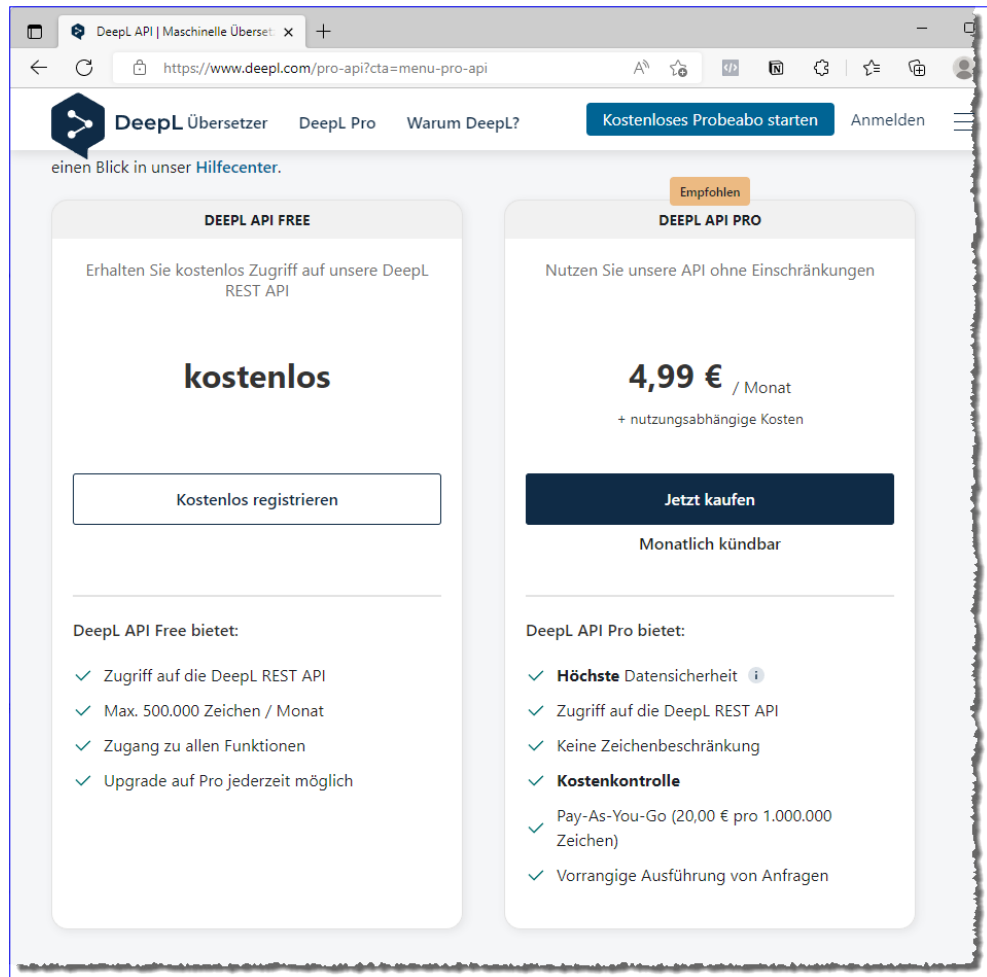 DeepL API | Maschinelle Überset
https://www.deepl.com/pro-api?cta=menu-pro-api
DeepL Übersetzer DeepL Pro Warum DeepL? Kostenloses Probeabo starten Anmelden
einen Blick in unser Hilfecenter.
DEEPL API FREE
Erhalten Sie kostenlos Zugriff auf unsere DeepL
REST API
kostenlos
Kostenlos registrieren
DeepL API Free bietet:
Zugriff auf die DeepL REST API
Max. 500.000 Zeichen / Monat
Zugang zu allen Funktionen
Upgrade auf Pro jederzeit möglich
Empfohlen
DEEPL API PRO
Nutzen Sie unsere API ohne Einschränkungen
4,99 € / Monat
+ nutzungsabhängige Kosten
Jetzt kaufen
Monatlich kündbar
DeepL API Pro bietet:
Höchste Datensicherheit i
Zugriff auf die DeepL REST API
Keine Zeichenbeschränkung
Kostenkontrolle
Pay-As-You-Go (20,00 € pro 1.000.000
Zeichen)
Vorrangige Ausführung von Anfragen